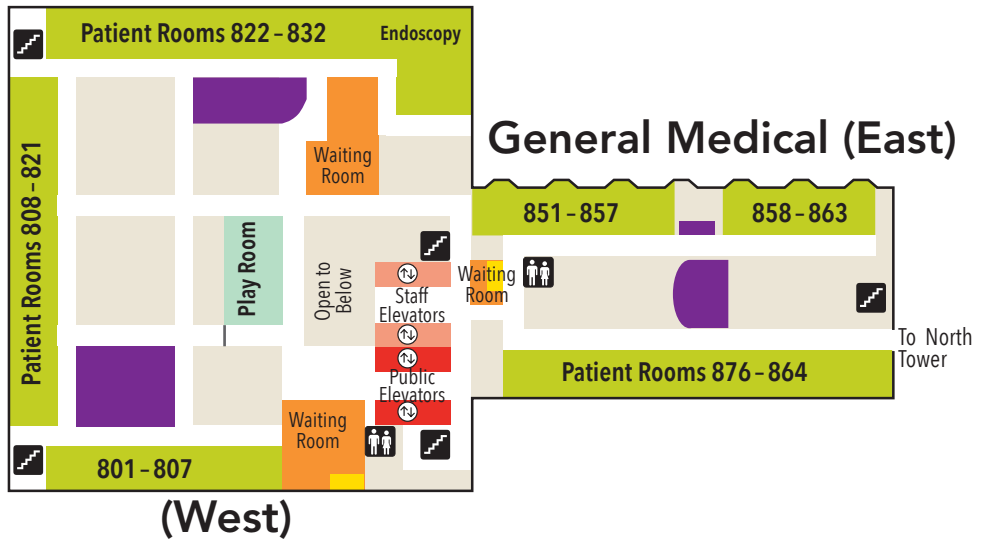 Patient Rooms 822 – 832
Endoscopy
General Medical (East)
Patient Rooms 808 – 821
Waiting
Room
851 – 857
858 – 863
Play Room
Open to
Below
Staff
Elevators
Waiting
Room
To North
Tower
Public
Elevators
Patient Rooms 876 – 864
Waiting
Room
801 – 807
(West)